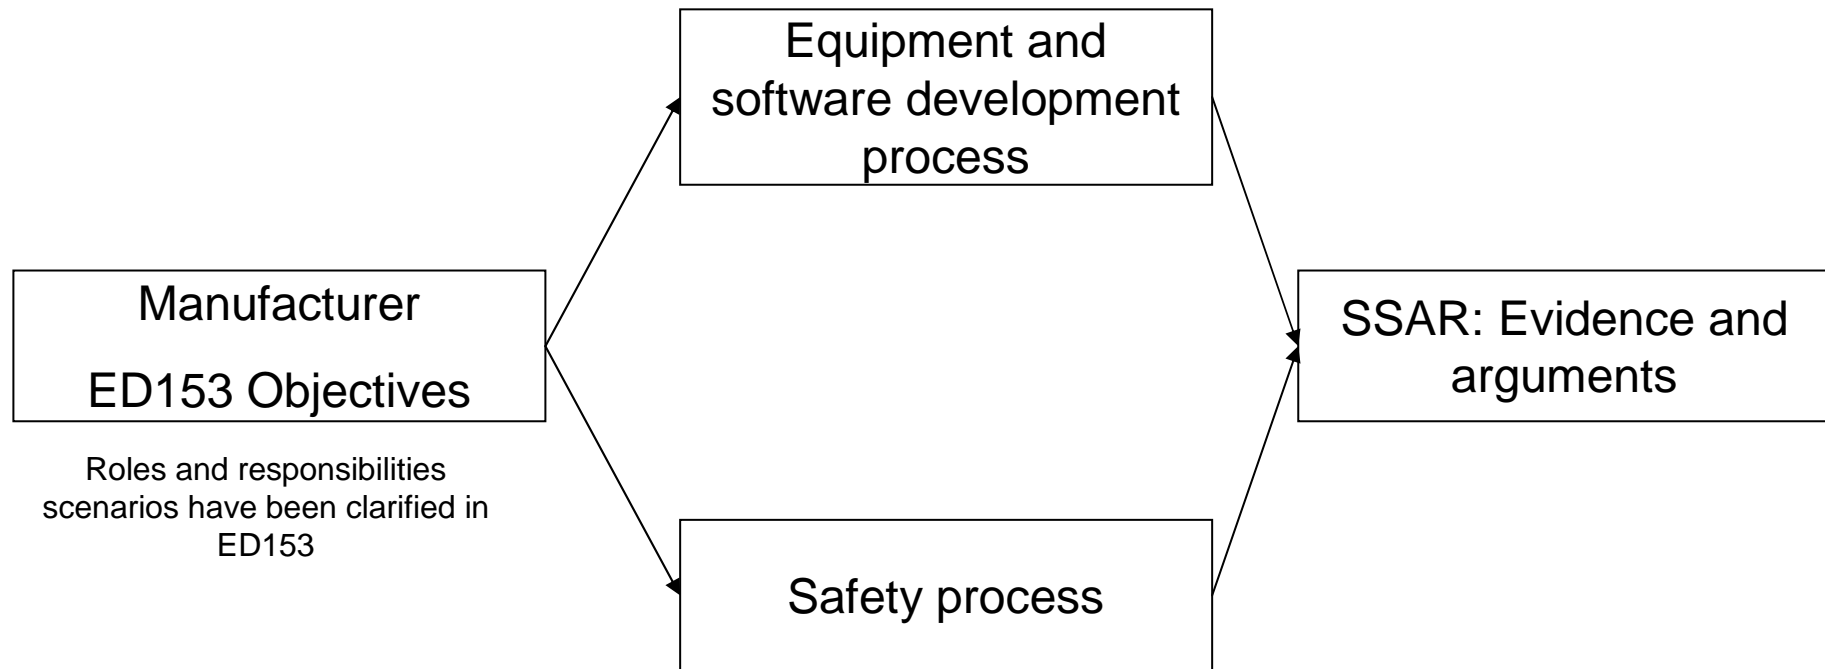 Equipment and
software development
process
Manufacturer
ED153 Objectives
Roles and responsibilities
scenarios have been clarified in
ED153
SSAR: Evidence and
arguments
Safety process